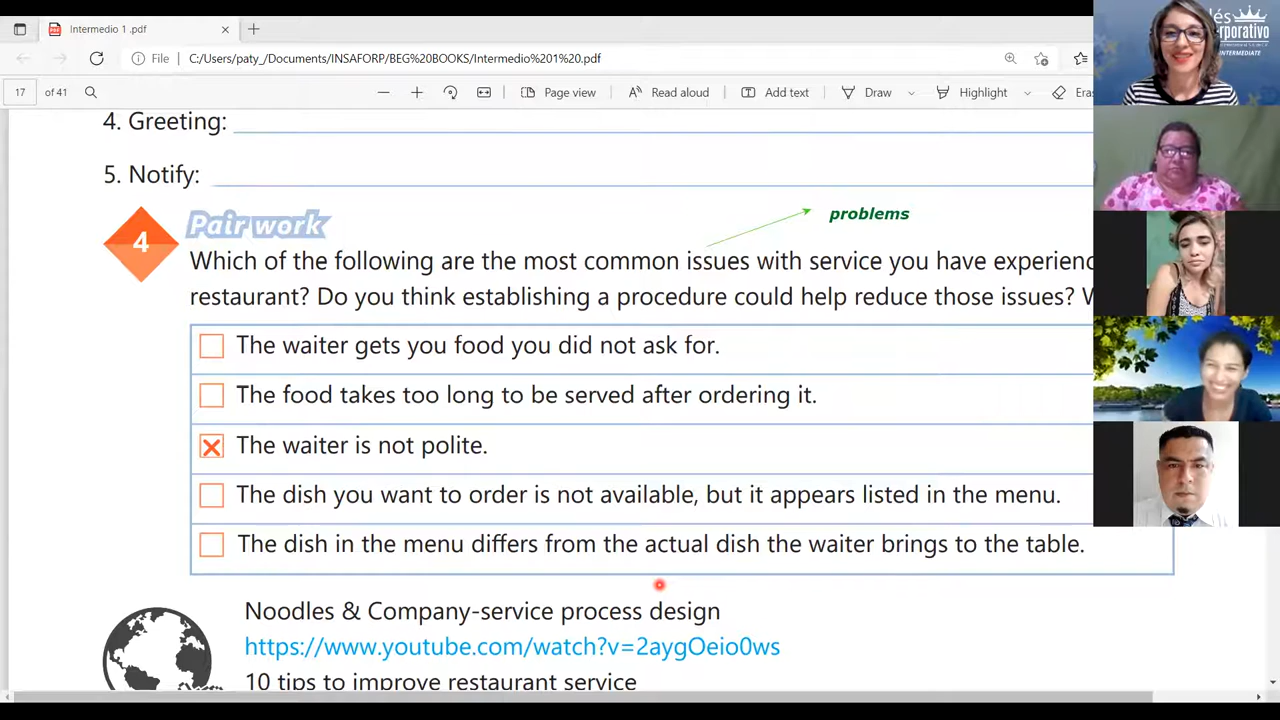 Intermedio 1 .pdf
File
C:/Users/paty_/Documents/INSAFORP/BEG%20BOOKS/Intermedio%201%20.pdf
17 of 41
Page view
Read aloud
Add text
Draw
Highlight
Eras
lés
rporativo
INTERMEDIATE
4. Greeting:
5. Notify:
4
Pair work
problems
Which of the following are the most common issues with service you have experienc
restaurant? Do you think establishing a procedure could help reduce those issues? W
The waiter gets you food you did not ask for.
The food takes too long to be served after ordering it.
The waiter is not polite.
The dish you want to order is not available, but it appears listed in the menu.
The dish in the menu differs from the actual dish the waiter brings to the table.
Noodles & Company-service process design
https://www.youtube.com/watch?v=2aygOeio0ws
10 tips to improve restaurant service